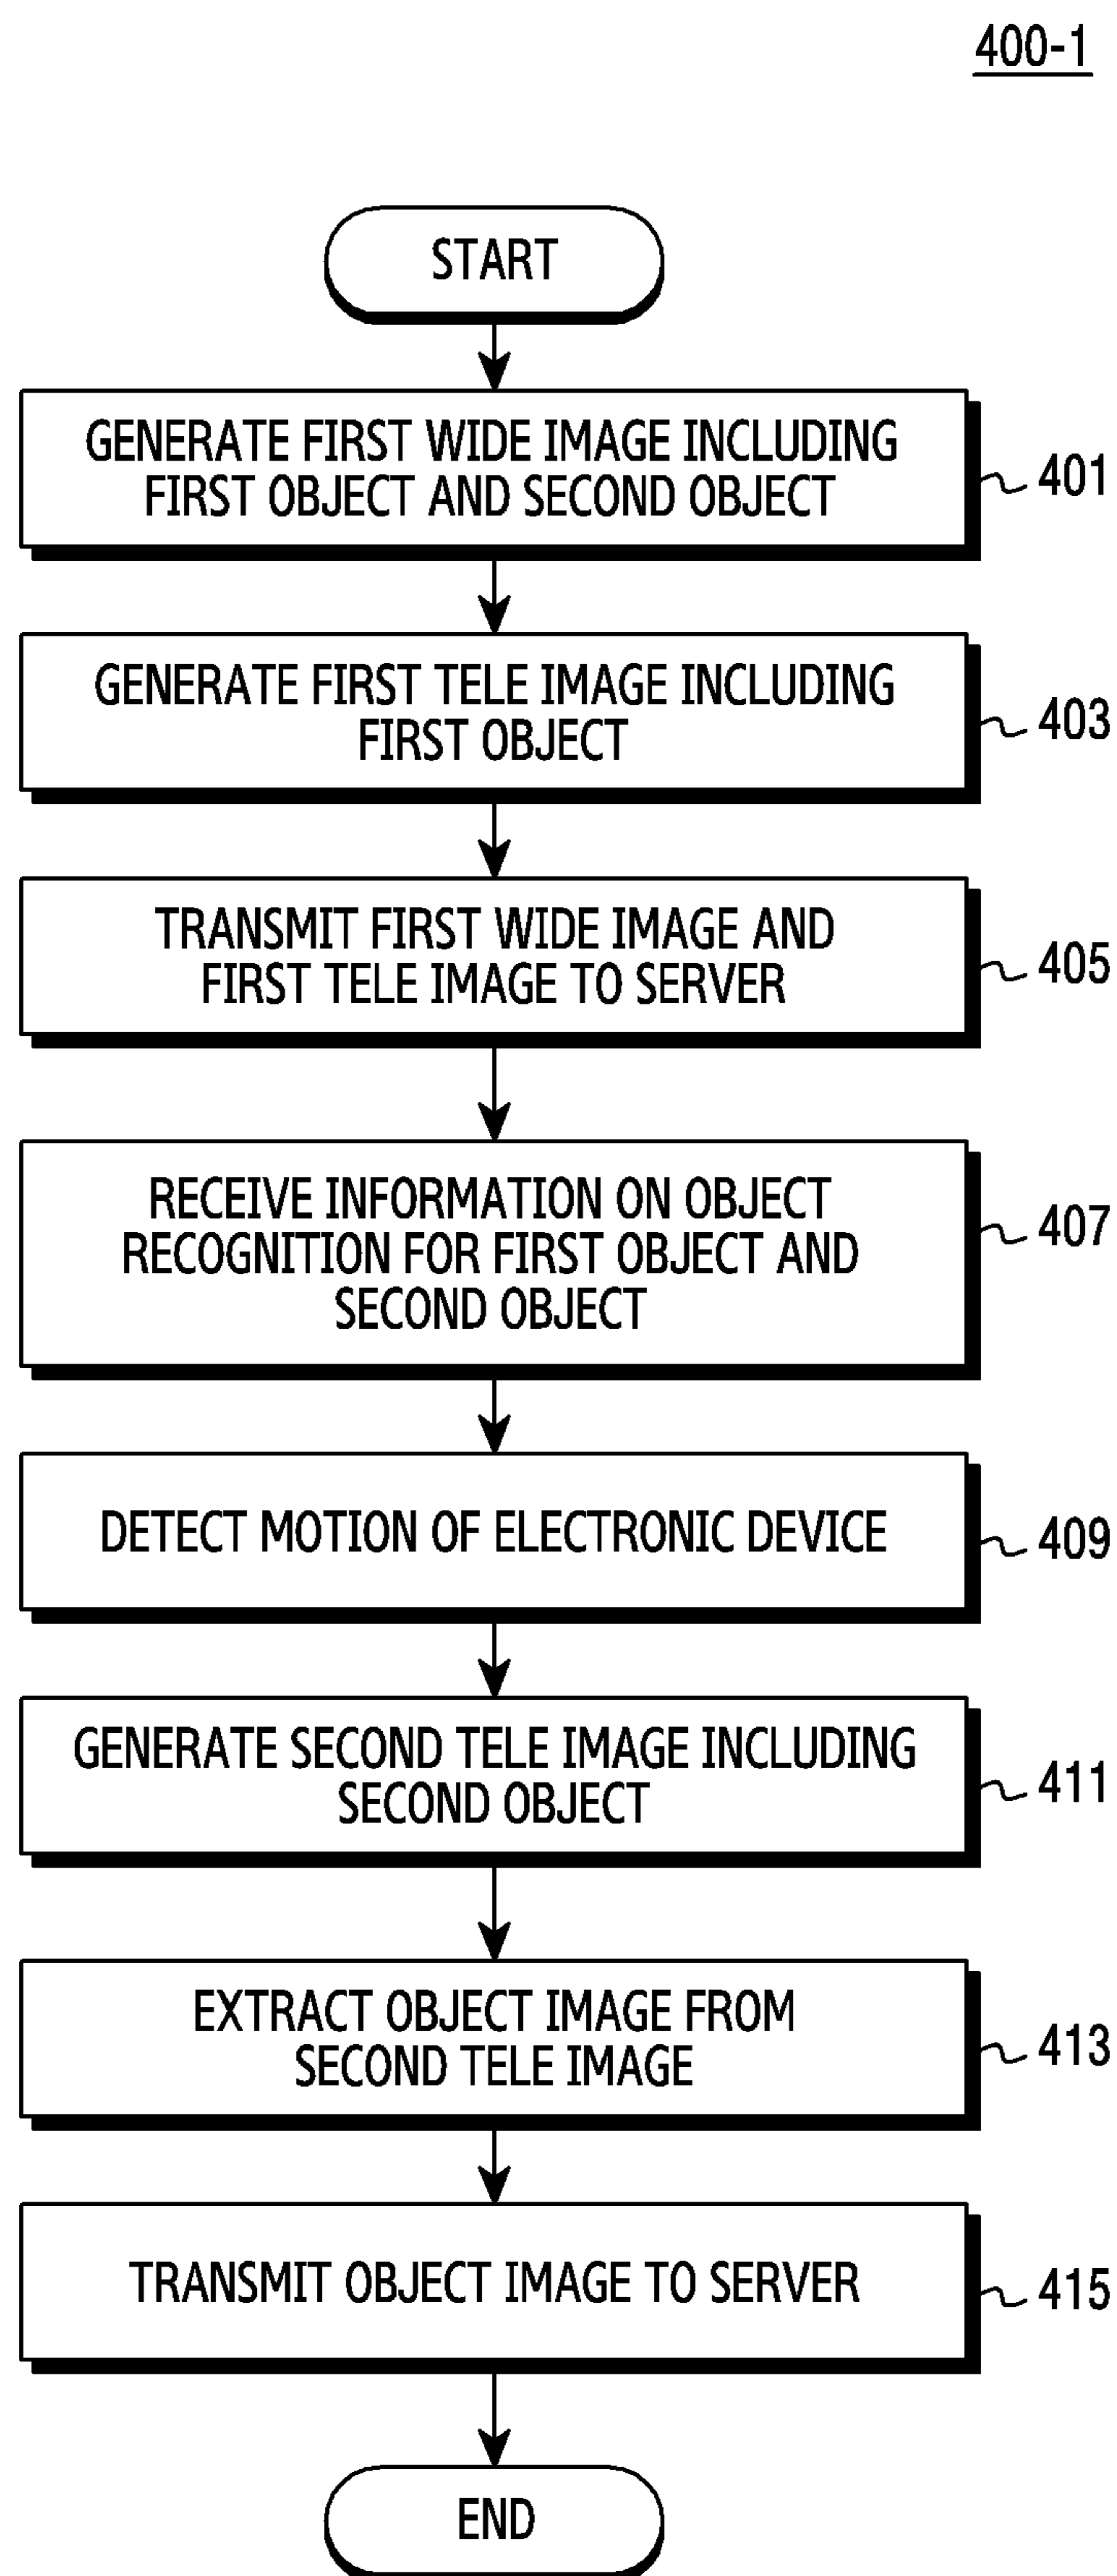 400-1
START
GENERATE FIRST WIDE IMAGE INCLUDING
FIRST OBJECT AND SECOND OBJECT
401
GENERATE FIRST TELE IMAGE INCLUDING
FIRST OBJECT
403
TRANSMIT FIRST WIDE IMAGE AND
FIRST TELE IMAGE TO SERVER
405
RECEIVE INFORMATION ON OBJECT
RECOGNITION FOR FIRST OBJECT AND
SECOND OBJECT
407
DETECT MOTION OF ELECTRONIC DEVICE
409
GENERATE SECOND TELE IMAGE INCLUDING
SECOND OBJECT
411
EXTRACT OBJECT IMAGE FROM
SECOND TELE IMAGE
413
TRANSMIT OBJECT IMAGE TO SERVER
415
END